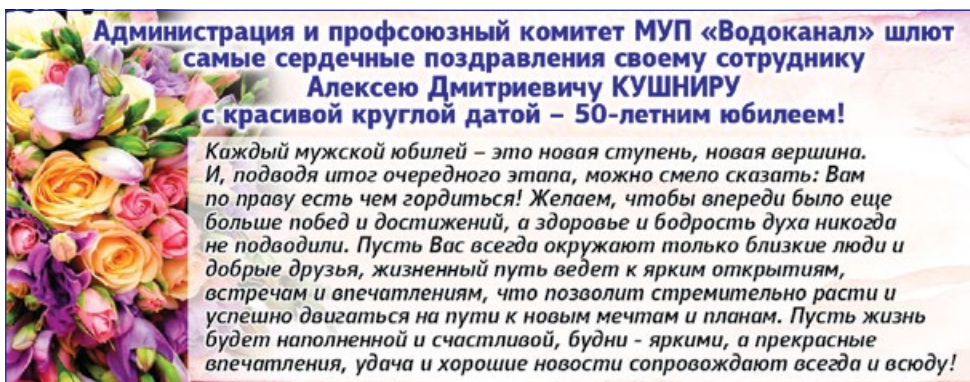 Администрация и профсоюзный комитет МУП «Водоканал» шлют
самые сердечные поздравления своему сотруднику
Алексею Дмитриевичу КУШНИРУ
с красивой круглой датой – 50-летним юбилеем!
Каждый мужской юбилей – это новая ступень, новая вершина.
И, подводя итог очередного этапа, можно смело сказать: Вам
по праву есть чем гордиться! Желаем, чтобы впереди было еще
больше побед и достижений, а здоровье и бодрость духа никогда
не подводили. Пусть Вас всегда окружают только близкие люди и
добрые друзья, жизненный путь ведет к ярким открытиям,
встречам и впечатлениям, что позволит стремительно расти и
успешно двигаться на пути к новым мечтам и планам. Пусть жизнь
будет наполненной и счастливой, будни - яркими, а прекрасные
впечатления, удача и хорошие новости сопровождают всегда и всюду!